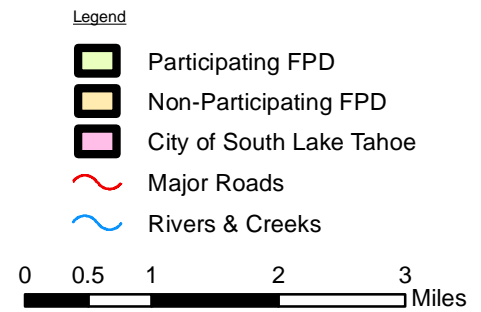 Legend
Participating FPD
Non-Participating FPD
City of South Lake Tahoe
Major Roads
Rivers & Creeks
0 0.5 1 2 3
Miles